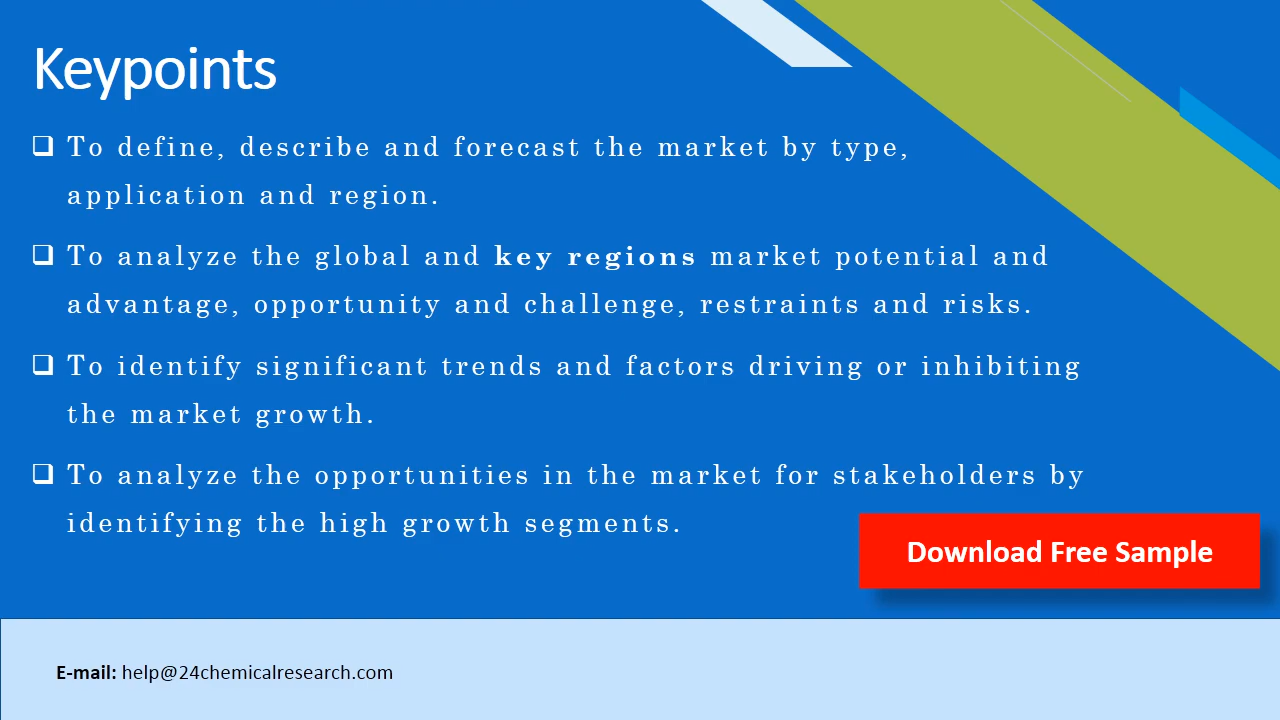 Keypoints
❑ To define, describe and forecast the market by type,
application and region.
❑ To analyze the global and key regions market potential and
advantage, opportunity and challenge, restraints and risks.
❑ To identify significant trends and factors driving or inhibiting
the market growth.
❑ To analyze the opportunities in the market for stakeholders by
identifying the high growth segments.
Download Free Sample
E-mail: help@24chemicalresearch.com